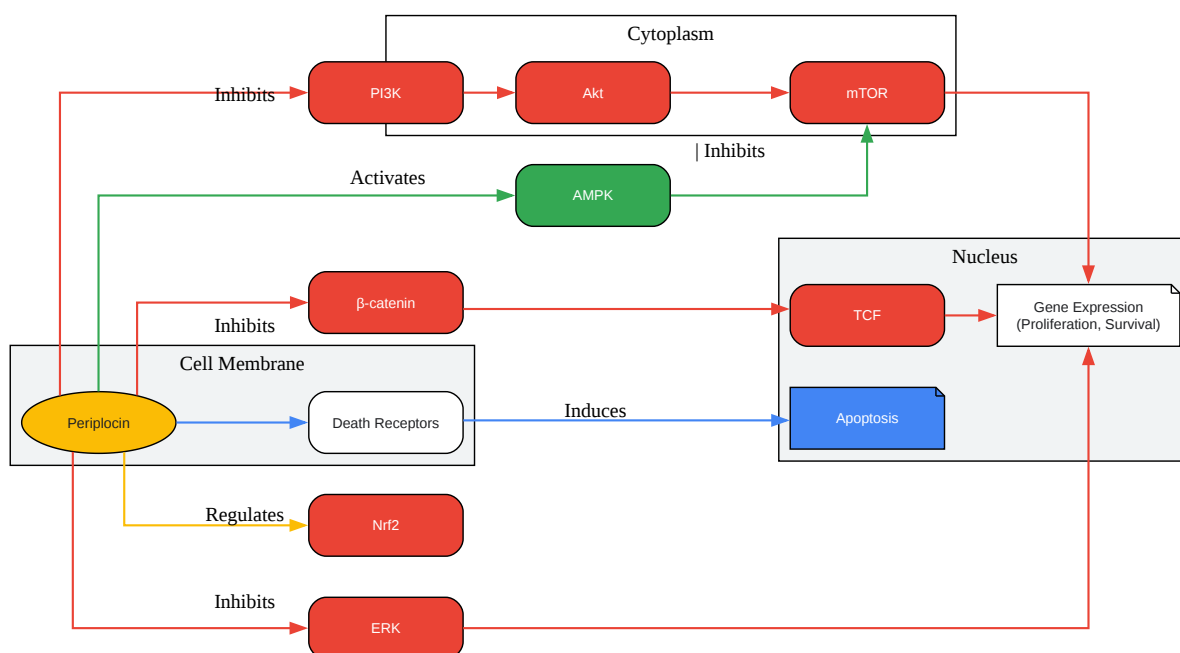 Cytoplasm
Inhibits
PI3K
Akt
mTOR
| Inhibits
Activates
AMPK
Nucleus
β-catenin
TCF
Gene Expression
(Proliferation, Survival)
Inhibits
Cell Membrane
Periplocin
Death Receptors
Induces
Apoptosis
Regulates
Nrf2
Inhibits
ERK